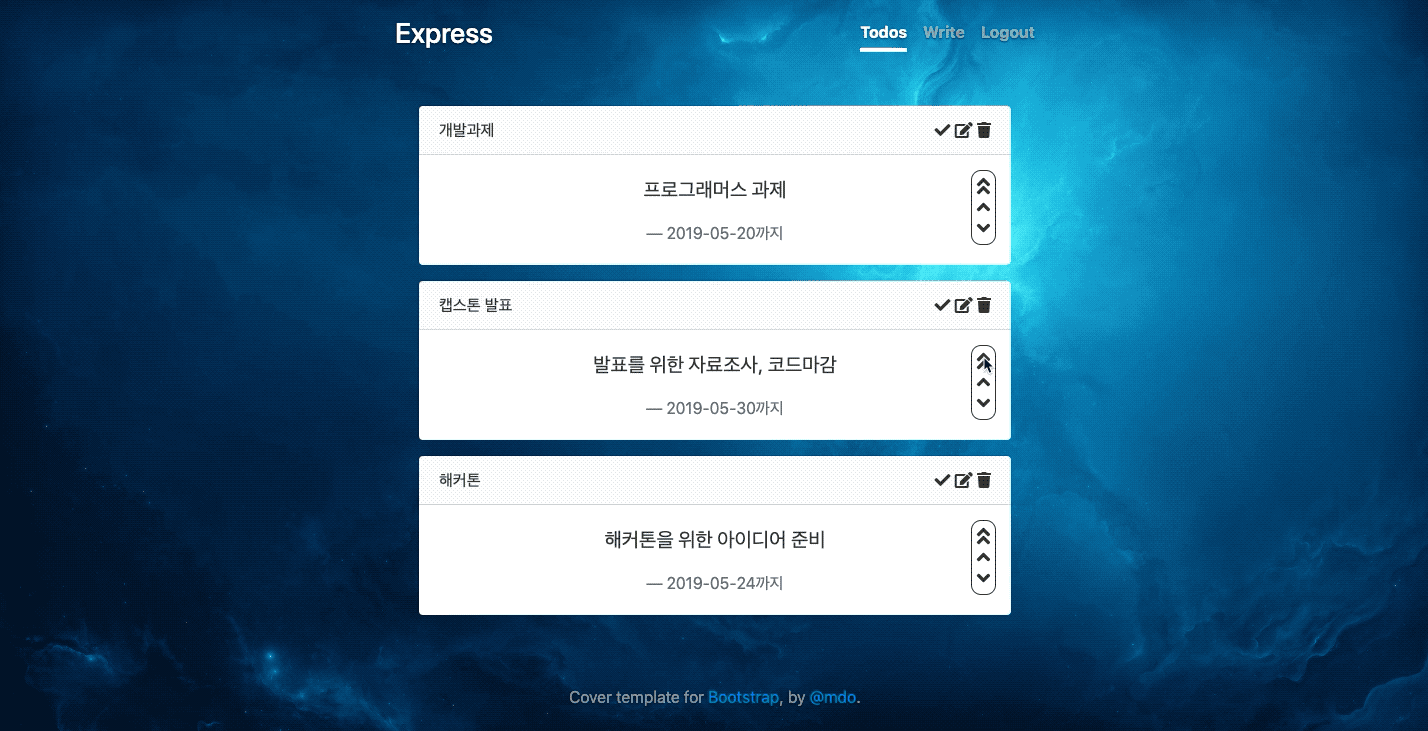 Express
Todos Write Logout
개발과제
프로그래머스 과제
— 2019-05-20까지
캡스톤 발표
발표를 위한 자료조사, 코드마감
— 2019-05-30까지
해커톤
해커톤을 위한 아이디어 준비
— 2019-05-24까지
Cover template for Bootstrap, by @mdo.